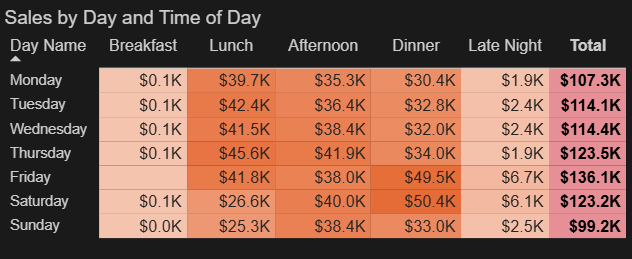 Sales by Day and Time of Day
Day Name Breakfast Lunch Afternoon Dinner Late Night Total
Monday $0.1K $39.7K $35.3K $30.4K $1.9K $107.3K
Tuesday $0.1K $42.4K $36.4K $32.8K $2.4K $114.1K
Wednesday $0.1K $41.5K $38.4K $32.0K $2.4K $114.4K
Thursday $0.1K $45.6K $41.9K $34.0K $1.9K $123.5K
Friday $41.8K $38.0K $49.5K $6.7K $136.1K
Saturday $0.1K $26.6K $40.0K $50.4K $6.1K $123.2K
Sunday $0.0K $25.3K $38.4K $33.0K $2.5K $99.2K